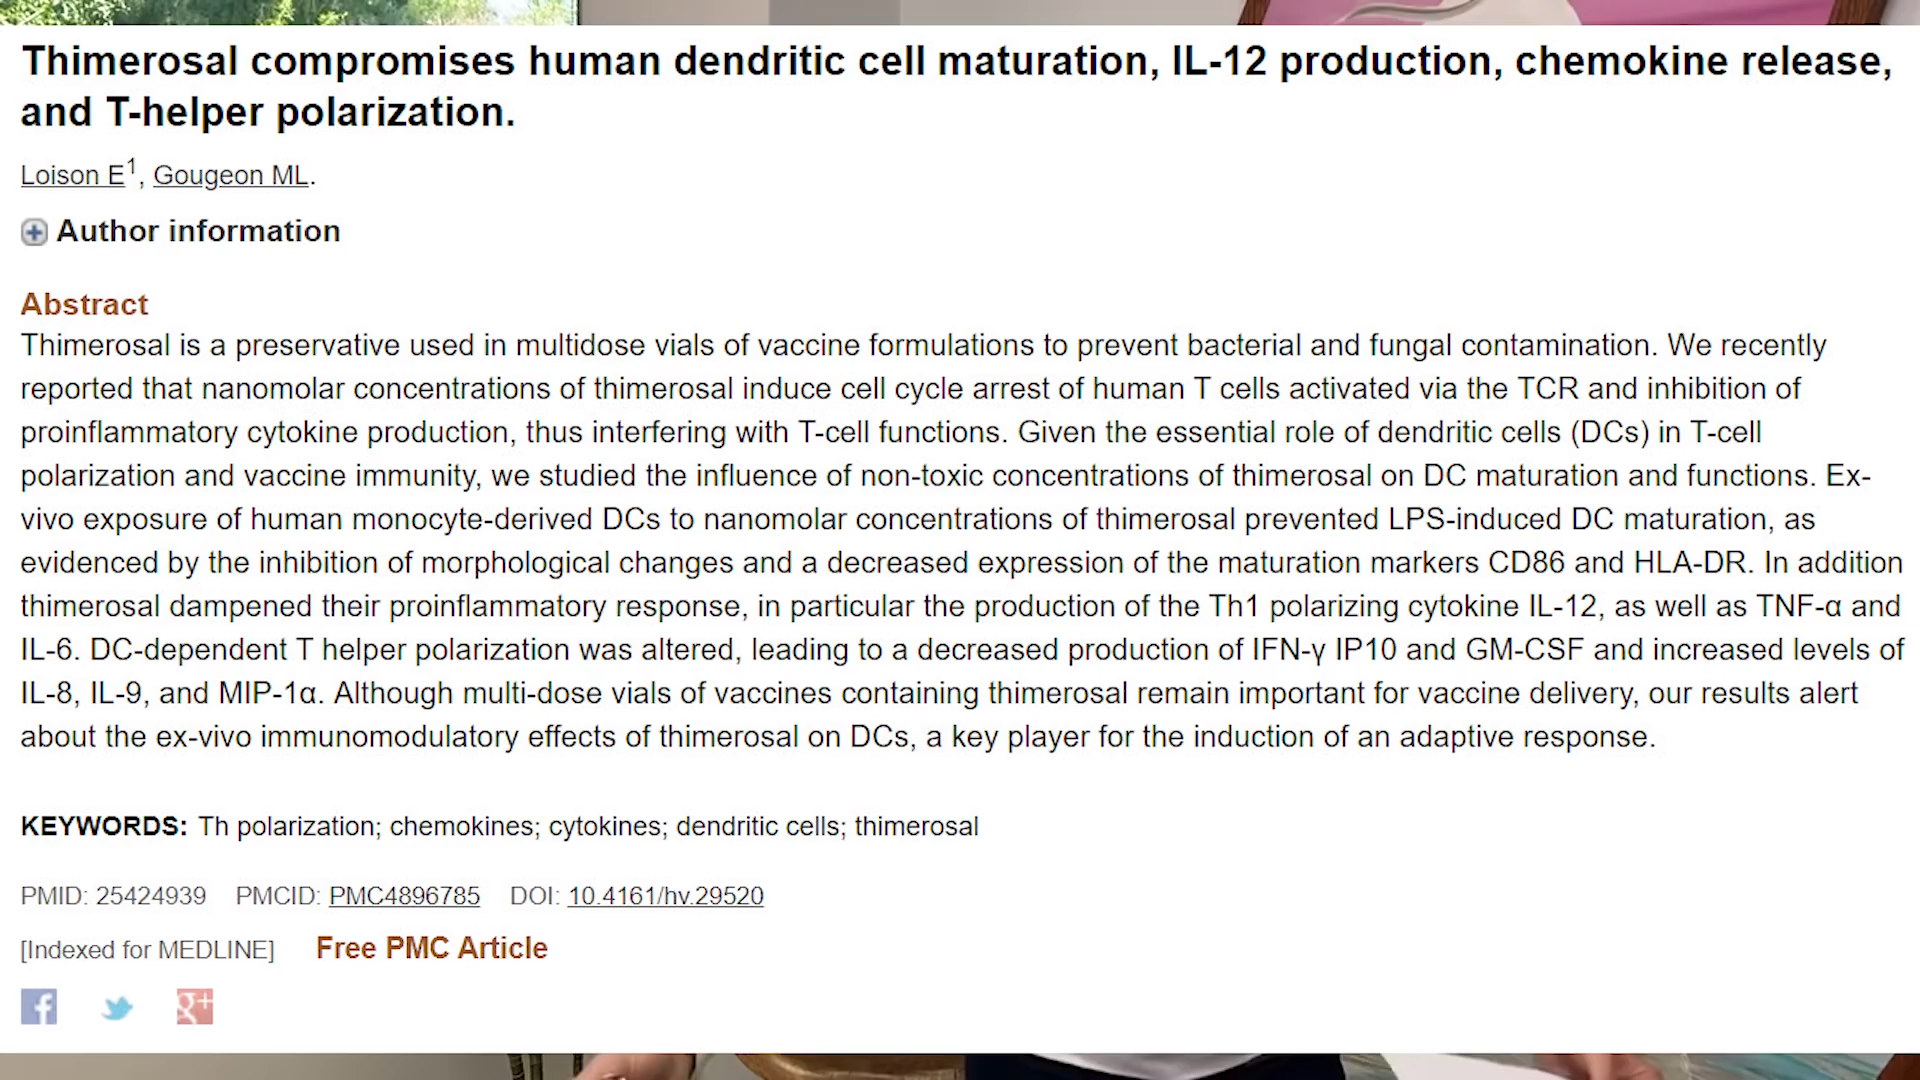 Thimerosal compromises human dendritic cell maturation, IL-12 production, chemokine release,
and T-helper polarization.
Loison E1, Gougeon ML.
Author information
Abstract
Thimerosal is a preservative used in multidose vials of vaccine formulations to prevent bacterial and fungal contamination. We recently
reported that nanomolar concentrations of thimerosal induce cell cycle arrest of human T cells activated via the TCR and inhibition of
proinflammatory cytokine production, thus interfering with T-cell functions. Given the essential role of dendritic cells (DCs) in T-cell
polarization and vaccine immunity, we studied the influence of non-toxic concentrations of thimerosal on DC maturation and functions. Ex-
vivo exposure of human monocyte-derived DCs to nanomolar concentrations of thimerosal prevented LPS-induced DC maturation, as
evidenced by the inhibition of morphological changes and a decreased expression of the maturation markers CD86 and HLA-DR. In addition
thimerosal dampened their proinflammatory response, in particular the production of the Th1 polarizing cytokine IL-12, as well as TNF-α and
IL-6. DC-dependent T helper polarization was altered, leading to a decreased production of IFN-γ IP10 and GM-CSF and increased levels of
IL-8, IL-9, and MIP-1α. Although multi-dose vials of vaccines containing thimerosal remain important for vaccine delivery, our results alert
about the ex-vivo immunomodulatory effects of thimerosal on DCs, a key player for the induction of an adaptive response.
KEYWORDS: Th polarization; chemokines; cytokines; dendritic cells; thimerosal
PMID: 25424939 PMCID: PMC4896785 DOI: 10.4161/hv.29520
[Indexed for MEDLINE] Free PMC Article
f g+